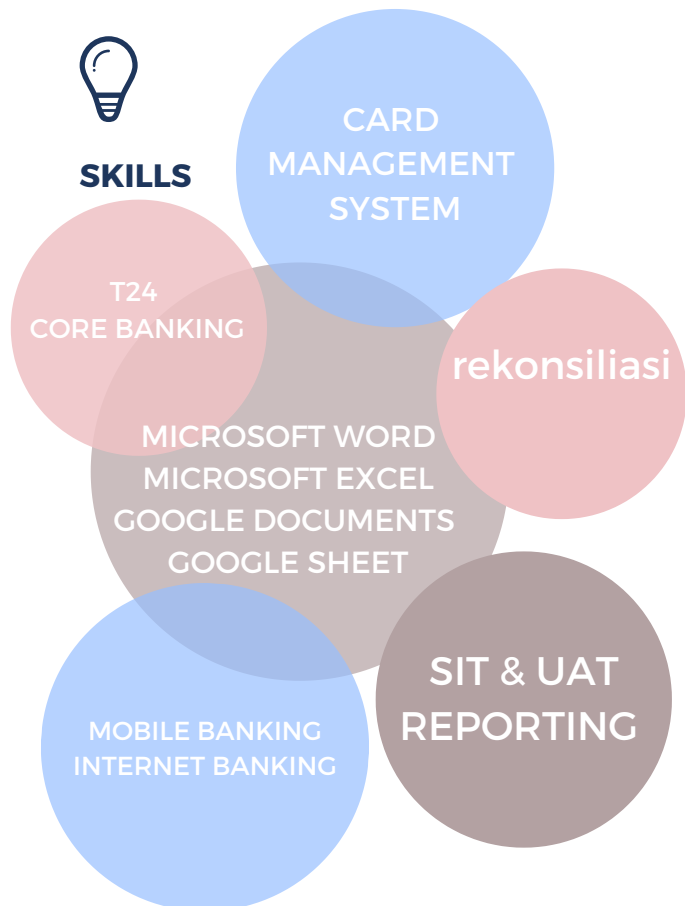 SKILLS
CARD
MANAGEMENT
SYSTEM
T24
CORE BANKING
rekonsiliasi
MICROSOFT WORD
MICROSOFT EXCEL
GOOGLE DOCUMENTS
GOOGLE SHEET
SIT & UAT
REPORTING
MOBILE BANKING
INTERNET BANKING